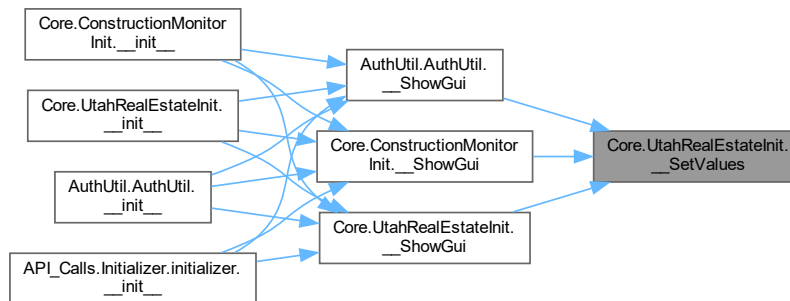 Core.ConstructionMonitor
Init.__init__
Core.UtahRealEstateInit.
__init__
AuthUtil.AuthUtil.
__init__
API_Calls.Initializer.initializer.
__init__
AuthUtil.AuthUtil.
__ShowGui
Core.ConstructionMonitor
Init.__ShowGui
Core.UtahRealEstateInit.
__ShowGui
Core.UtahRealEstateInit.
__SetValues